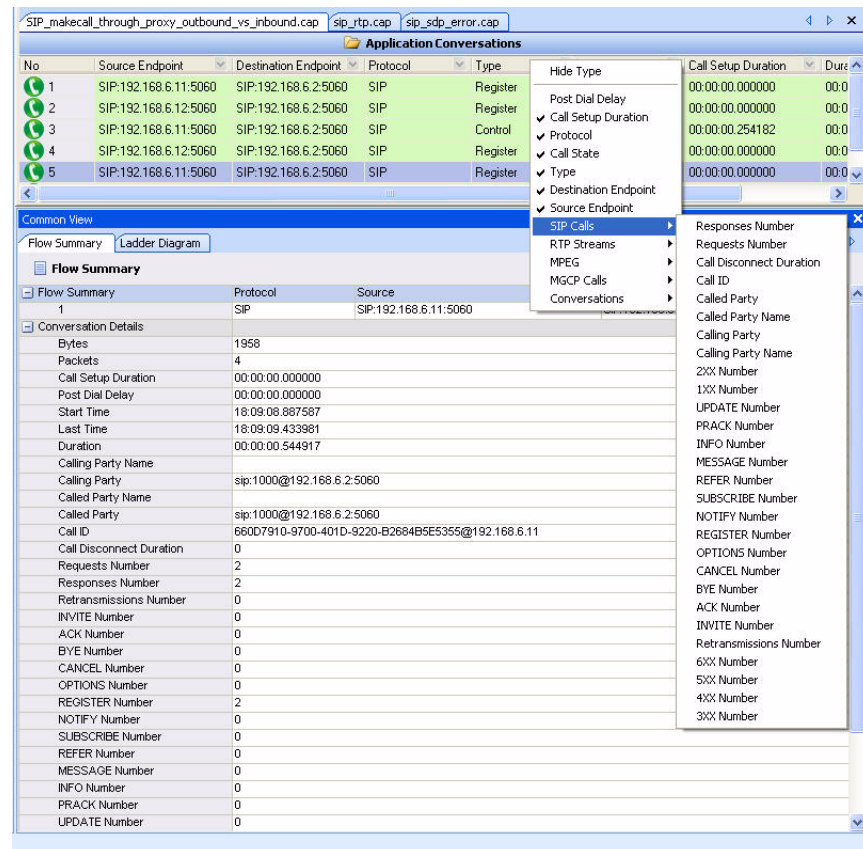 SIP_makecall_through_proxy_outbound_vs_inbound.cap sip_rtp.cap sip_sdp_error.cap
Application Conversations
No Source Endpoint Destination Endpoint Protocol Type Call Setup Duration
1 SIP:192.168.6.11:5060 SIP:192.168.6.2:5060 SIP Register 00:00:00.000000 00:0
2 SIP:192.168.6.12:5060 SIP:192.168.6.2:5060 SIP Register 00:00:00.000000 00:0
3 SIP:192.168.6.11:5060 SIP:192.168.6.2:5060 SIP Control 00:00:00.254182 00:0
4 SIP:192.168.6.12:5060 SIP:192.168.6.2:5060 SIP Register 00:00:00.000000 00:0
5 SIP:192.168.6.11:5060 SIP:192.168.6.2:5060 SIP Register 00:00:00.000000 00:0
Hide Type
Post Dial Delay
Call Setup Duration
Protocol
Call State
Type
Destination Endpoint
Source Endpoint
SIP Calls
RTP Streams
MPEG
MGCP Calls
Conversations
Responses Number
Requests Number
Call Disconnect Duration
Call ID
Called Party
Called Party Name
Calling Party
Calling Party Name
2XX Number
1XX Number
UPDATE Number
PRACK Number
INFO Number
MESSAGE Number
REFER Number
SUBSCRIBE Number
NOTIFY Number
REGISTER Number
OPTIONS Number
CANCEL Number
BYE Number
ACK Number
INVITE Number
Retransmissions Number
6XX Number
5XX Number
4XX Number
3XX Number
Common View
Flow Summary Ladder Diagram
Flow Summary
Flow Summary Protocol Source
1 SIP SIP:192.168.6.11:5060
Conversation Details
Bytes 1958
Packets 4
Call Setup Duration 00:00:00.000000
Post Dial Delay 00:00:00.000000
Start Time 18:09:08.887587
Last Time 18:09:09.433981
Duration 00:00:00.544917
Calling Party Name
Calling Party sip:1000@192.168.6.2:5060
Called Party Name
Called Party sip:1000@192.168.6.2:5060
Call ID 660D7910-9700-401D-9220-B2684B5E5355@192.168.6.11
Call Disconnect Duration 0
Requests Number 2
Responses Number 2
Retransmissions Number 0
INVITE Number 0
ACK Number 0
BYE Number 0
CANCEL Number 0
OPTIONS Number 0
REGISTER Number 2
NOTIFY Number 0
SUBSCRIBE Number 0
REFER Number 0
MESSAGE Number 0
INFO Number 0
PRACK Number 0
UPDATE Number 0